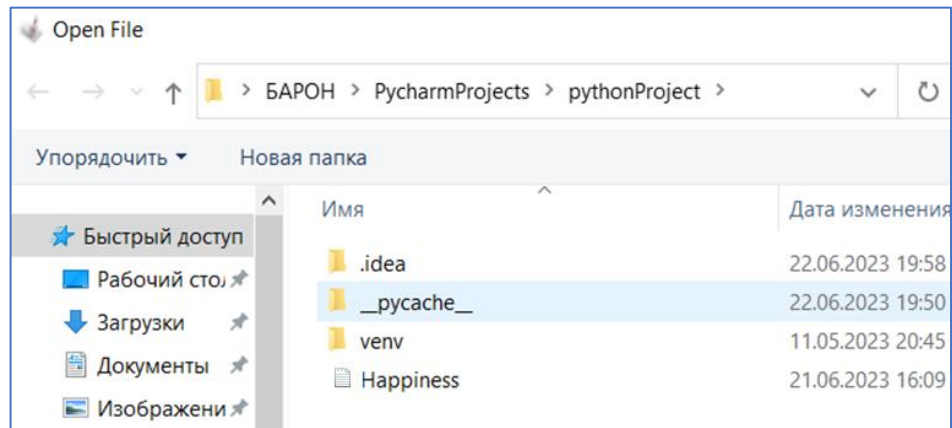 Open File
БАРОН > PycharmProjects > pythonProject >
Упорядочить Новая папка
Имя Дата изменения
Быстрый доступ
Рабочий стол
Загрузки
Документы
Изображени
.idea 22.06.2023 19:58
__pycache__ 22.06.2023 19:50
venv 11.05.2023 20:45
Happiness 21.06.2023 16:09